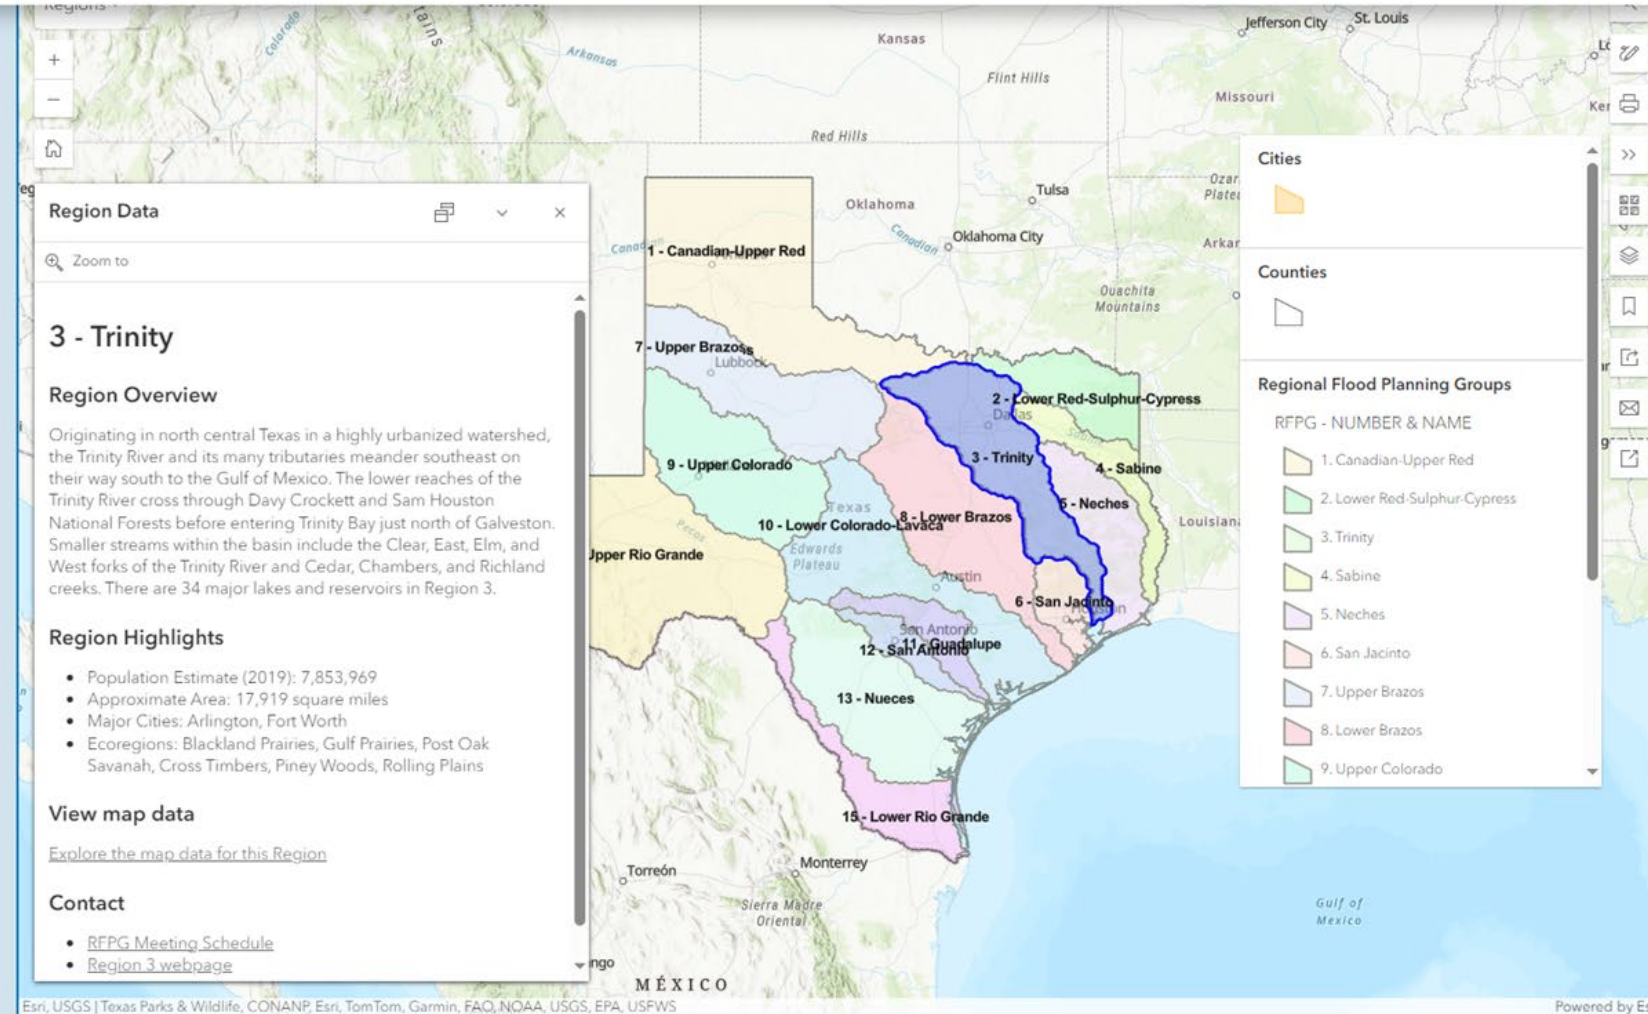 Regions
+
−
Region Data
Zoom to
3 - Trinity
Region Overview
Originating in north central Texas in a highly urbanized watershed,
the Trinity River and its many tributaries meander southeast on
their way south to the Gulf of Mexico. The lower reaches of the
Trinity River cross through Davy Crockett and Sam Houston
National Forests before entering Trinity Bay just north of Galveston.
Smaller streams within the basin include the Clear, East, Elm, and
West forks of the Trinity River and Cedar, Chambers, and Richland
creeks. There are 34 major lakes and reservoirs in Region 3.
Region Highlights
• Population Estimate (2019): 7,853,969
• Approximate Area: 17,919 square miles
• Major Cities: Arlington, Fort Worth
• Ecoregions: Blackland Prairies, Gulf Prairies, Post Oak
Savanah, Cross Timbers, Piney Woods, Rolling Plains
View map data
Explore the map data for this Region
Contact
• RFPG Meeting Schedule
• Region 3 webpage
Colorado
tains
Arkansas
Kansas
Flint Hills
Jefferson City
St. Louis
Missouri
Red Hills
Tulsa
Oklahoma
Canadian
Oklahoma City
Ouachita
Mountains
1 - Canadian-Upper Red
7 - Upper Brazos
Lubbock
2 - Lower Red-Sulphur-Cypress
Dallas
Sabine
3 - Trinity
4 - Sabine
9 - Upper Colorado
5 - Neches
Texas
8 - Lower Brazos
10 - Lower Colorado-Lavaca
Louisian
Pecos
Upper Rio Grande
Edwards
Plateau
Austin
6 - San Jacinto
Houston
San Antonio
11 - Guadalupe
12 - San Antonio
13 - Nueces
15 - Lower Rio Grande
Monterrey
Torreón
Sierra Madre
Oriental
ngo
MÉXICO
Gulf of
Mexico
Cities
Counties
Regional Flood Planning Groups
RFPG - NUMBER & NAME
1. Canadian-Upper Red
2. Lower Red-Sulphur-Cypress
3. Trinity
4. Sabine
5. Neches
6. San Jacinto
7. Upper Brazos
8. Lower Brazos
9. Upper Colorado
Esri, USGS | Texas Parks & Wildlife, CONANP, Esri, TomTom, Garmin, FAO, NOAA, USGS, EPA, USFWS
Powered by Es